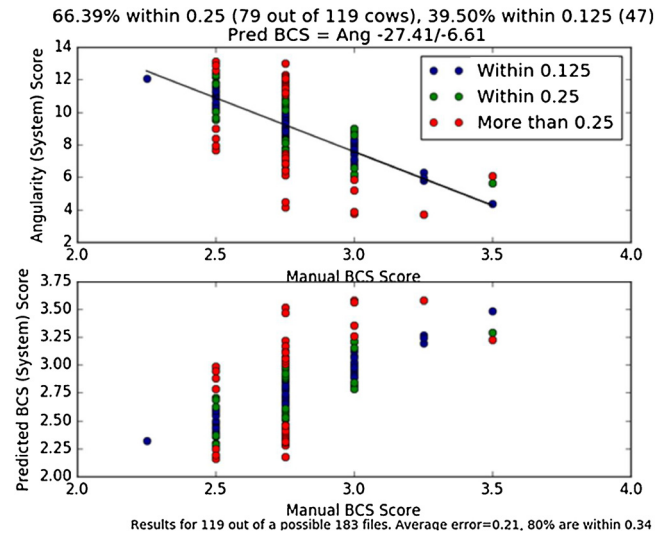 66.39% within 0.25 (79 out of 119 cows), 39.50% within 0.125 (47)
Pred BCS = Ang -27.41/-6.61
Angularity (System) Score
14
12
10
8
6
4
2
Within 0.125
Within 0.25
More than 0.25
2.0 2.5 3.0 3.5 4.0
Manual BCS Score
Predicted BCS (System) Score
3.75
3.50
3.25
3.00
2.75
2.50
2.25
2.00
2.0 2.5 3.0 3.5 4.0
Manual BCS Score
Results for 119 out of a possible 183 files. Average error=0.21, 80% are within 0.34